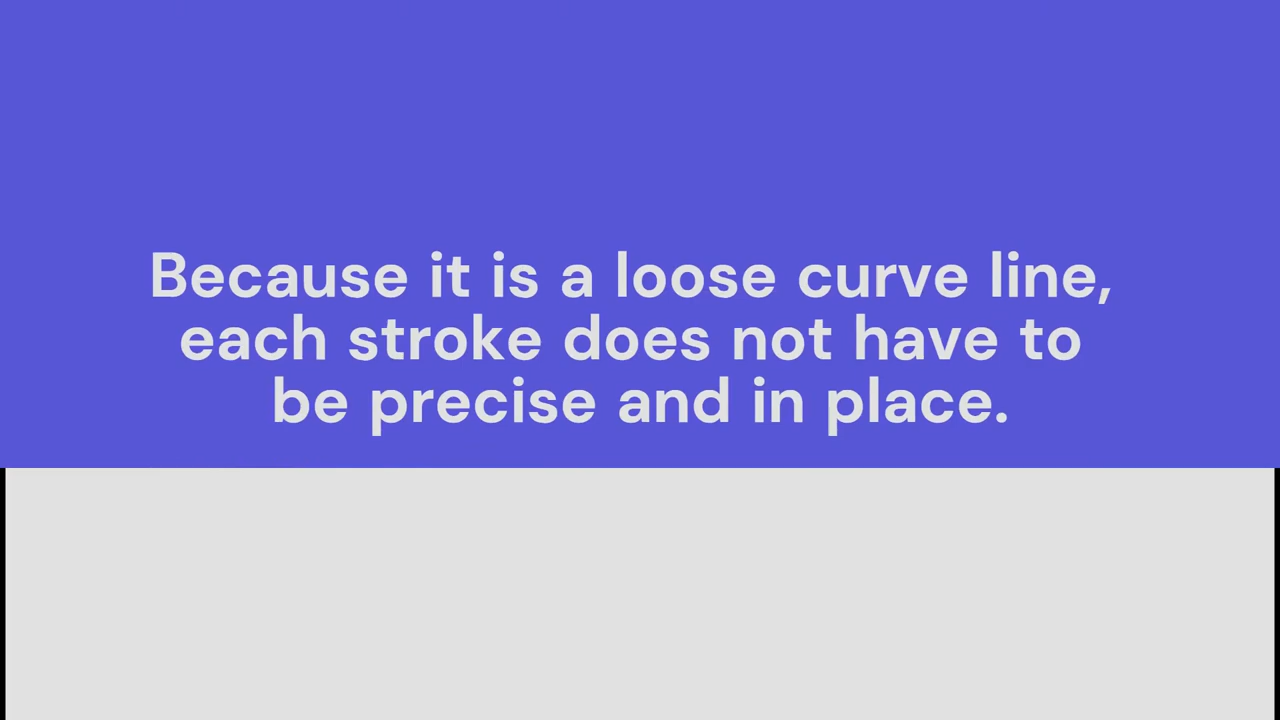 Because it is a loose curve line,
each stroke does not have to
be precise and in place.